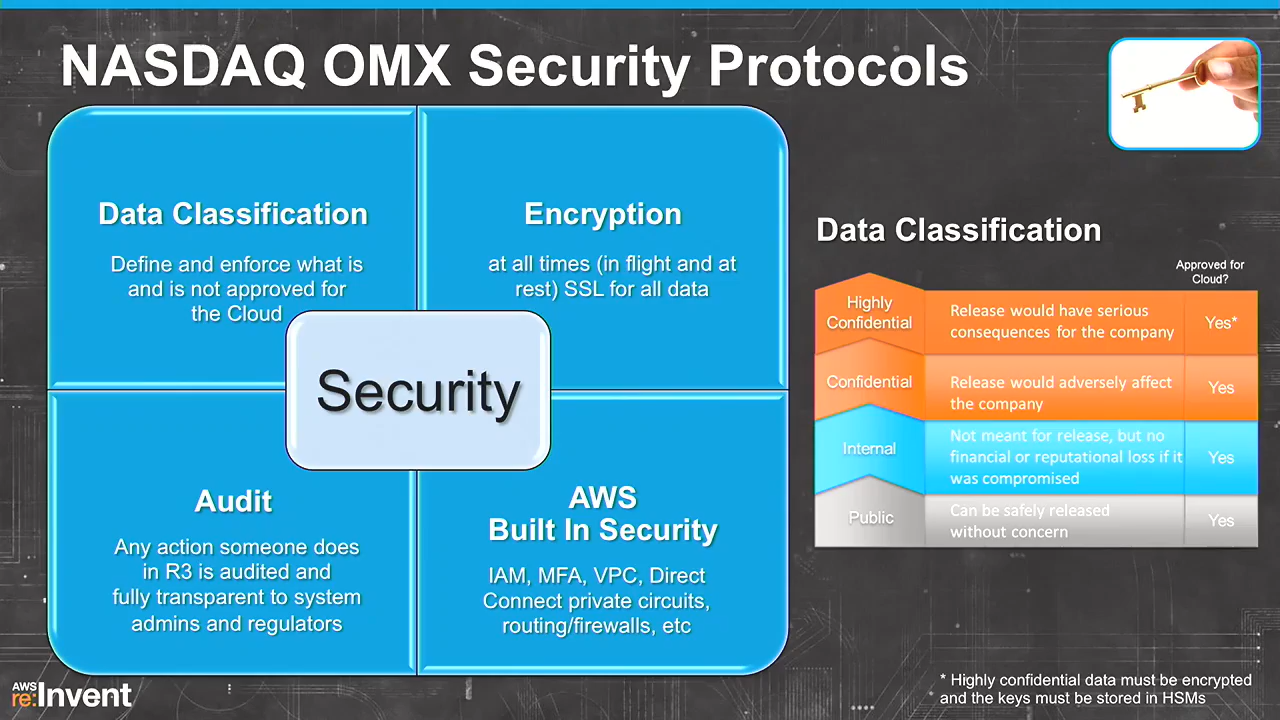 NASDAQ OMX Security Protocols
Data Classification
Define and enforce what is
and is not approved for
the Cloud
Encryption
at all times (in flight and at
rest) SSL for all data
Security
Audit
Any action someone does
in R3 is audited and
fully transparent to system
admins and regulators
AWS
Built In Security
IAM, MFA, VPC, Direct
Connect private circuits,
routing/firewalls, etc
Data Classification
Approved for
Cloud?
Highly
Confidential
Release would have serious
consequences for the company
Yes*
Confidential
Release would adversely affect
the company
Yes
Internal
Not meant for release, but no
financial or reputational loss if it
was compromised
Yes
Public
Can be safely released
without concern
Yes
* Highly confidential data must be encrypted
and the keys must be stored in HSMs
AWS
re:Invent